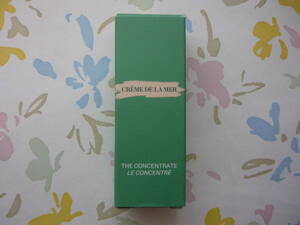 CRÈME DE LA MER
THE CONCENTRATE
LE CONCENTRÉ